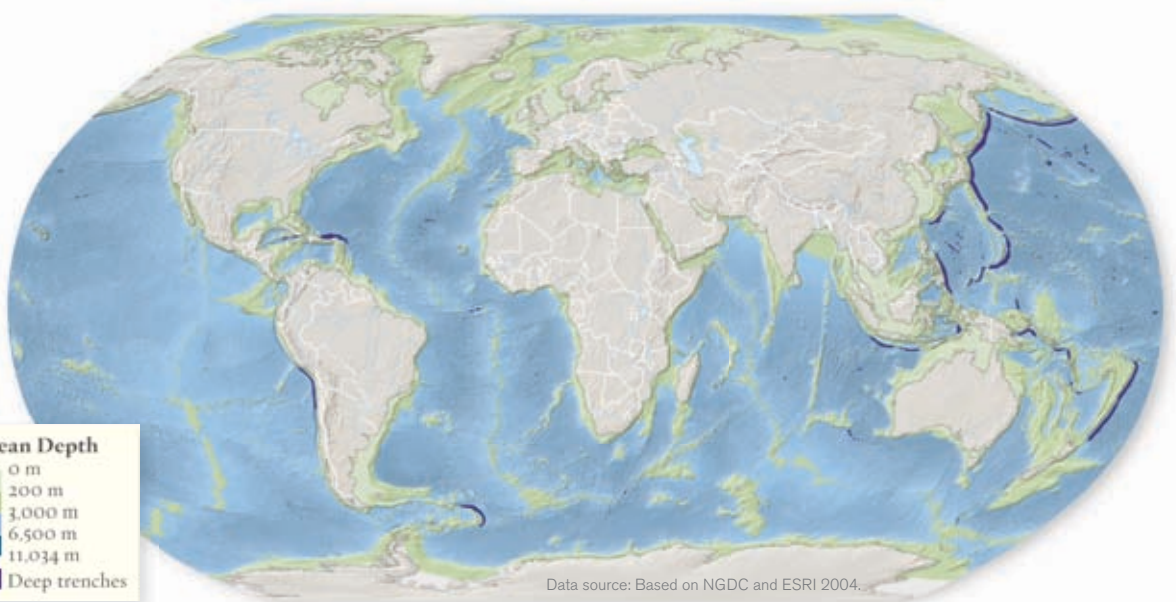 ean Depth
0 m
200 m
3,000 m
6,500 m
11,034 m
Deep trenches
Data source: Based on NGDC and ESRI 2004.